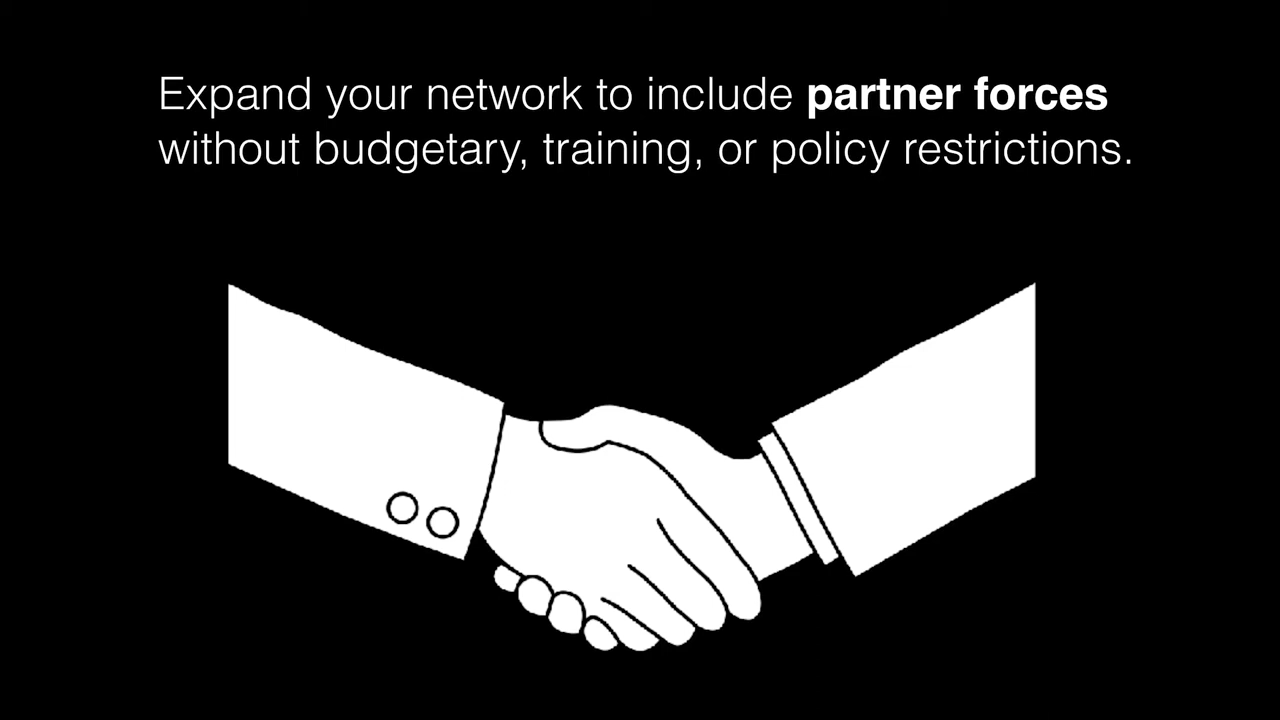 Expand your network to include partner forces
without budgetary, training, or policy restrictions.